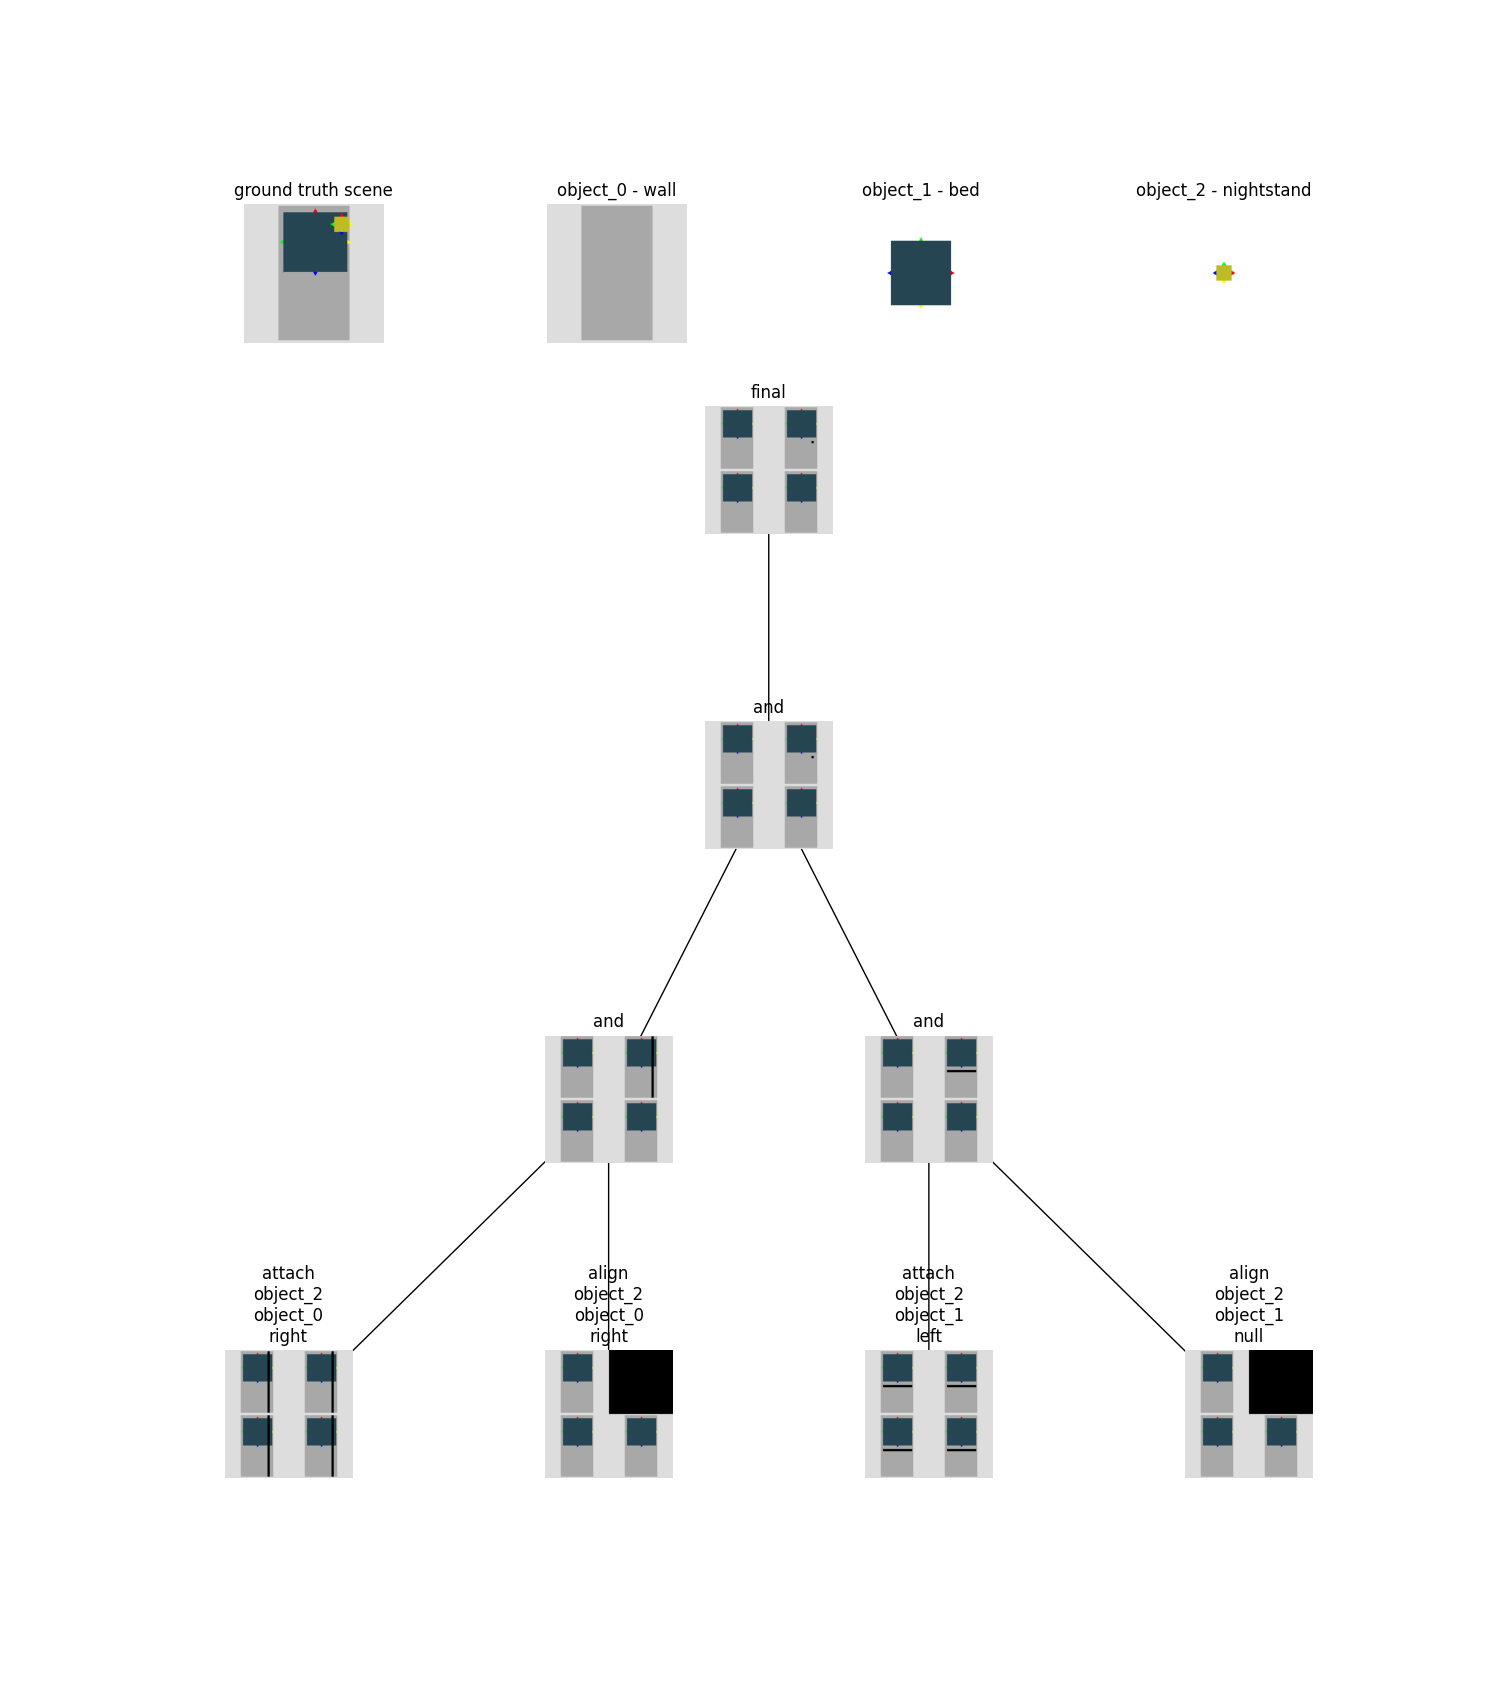 ground truth scene
object_0 - wall
object_1 - bed
object_2 - nightstand
final
and
and
and
attach
object_2
object_0
right
align
object_2
object_0
right
attach
object_2
object_1
left
align
object_2
object_1
null